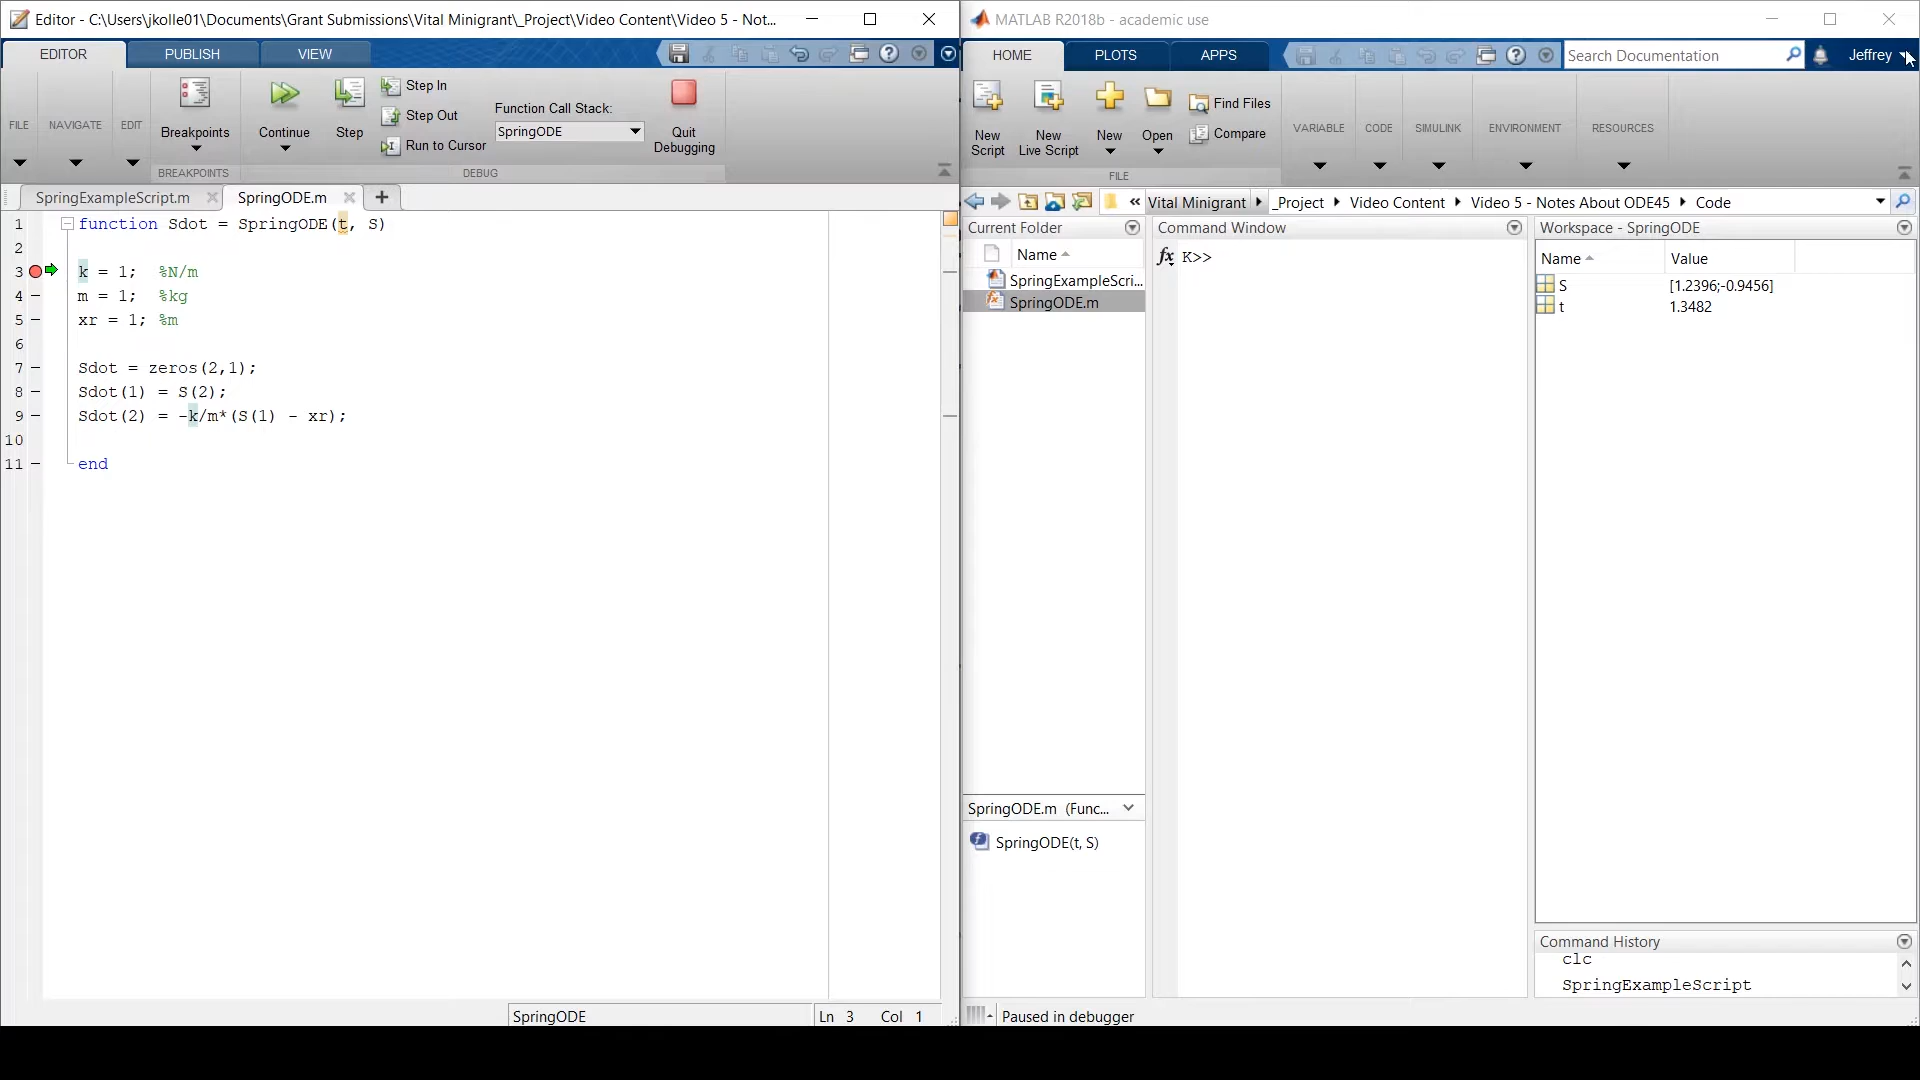 Editor - C:\Users\jkolle01\Documents\Grant Submissions\Vital Minigrant\_Project\Video Content\Video 5 - Not...
EDITOR PUBLISH VIEW
FILE NAVIGATE EDIT
Breakpoints
BREAKPOINTS
Continue
Step
Step In
Step Out
Run to Cursor
Function Call Stack:
SpringODE
Quit Debugging
DEBUG
SpringExampleScript.m SpringODE.m
1 function Sdot = SpringODE(t, S)
2
3 k = 1; %N/m
4 m = 1; %kg
5 xr = 1; %m
6
7 Sdot = zeros(2,1);
8 Sdot(1) = S(2);
9 Sdot(2) = -k/m*(S(1) - xr);
10
11 end
SpringODE Ln 3 Col 1
MATLAB R2018b - academic use
HOME PLOTS APPS
Search Documentation
Jeffrey
New Script
New Live Script
New
Open
Find Files
Compare
FILE
VARIABLE CODE SIMULINK ENVIRONMENT RESOURCES
« Vital Minigrant _Project Video Content Video 5 - Notes About ODE45 Code
Current Folder
Name
SpringExampleScri...
SpringODE.m
SpringODE.m (Func...
SpringODE(t, S)
Command Window
fx K>>
Workspace - SpringODE
Name Value
S [1.2396;-0.9456]
t 1.3482
Command History
clc
SpringExampleScript
Paused in debugger